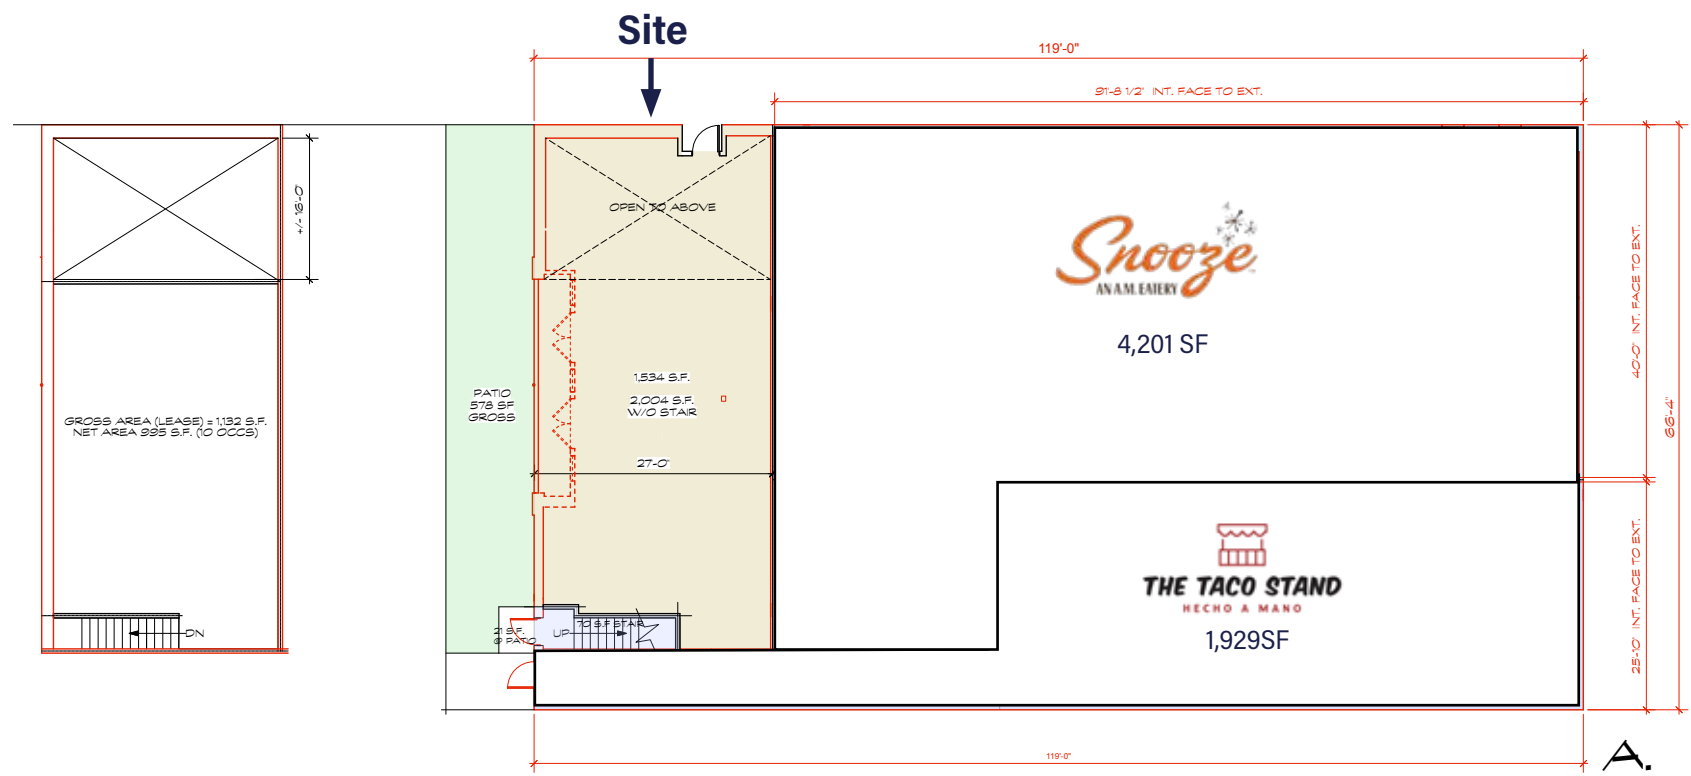 Site
119'-0"
91'-8 1/2" INT. FACE TO EXT.
+/- 16'-0"
OPEN TO ABOVE
Snooze
AN A.M. EATERY
4,201 SF
40'-0" INT. FACE TO EXT.
66'-4"
1,534 S.F.
2,004 S.F.
W/O STAIR
PATIO
578 SF
GROSS
GROSS AREA (LEASE) = 1,132 S.F.
NET AREA 995 S.F. (10 OCCS)
27'-0"
THE TACO STAND
HECHO A MANO
1,929SF
25'-10" INT. FACE TO EXT.
70 S.F STAIR
21 S.F.
@ PATIO
UP
DN
119'-0"
A.